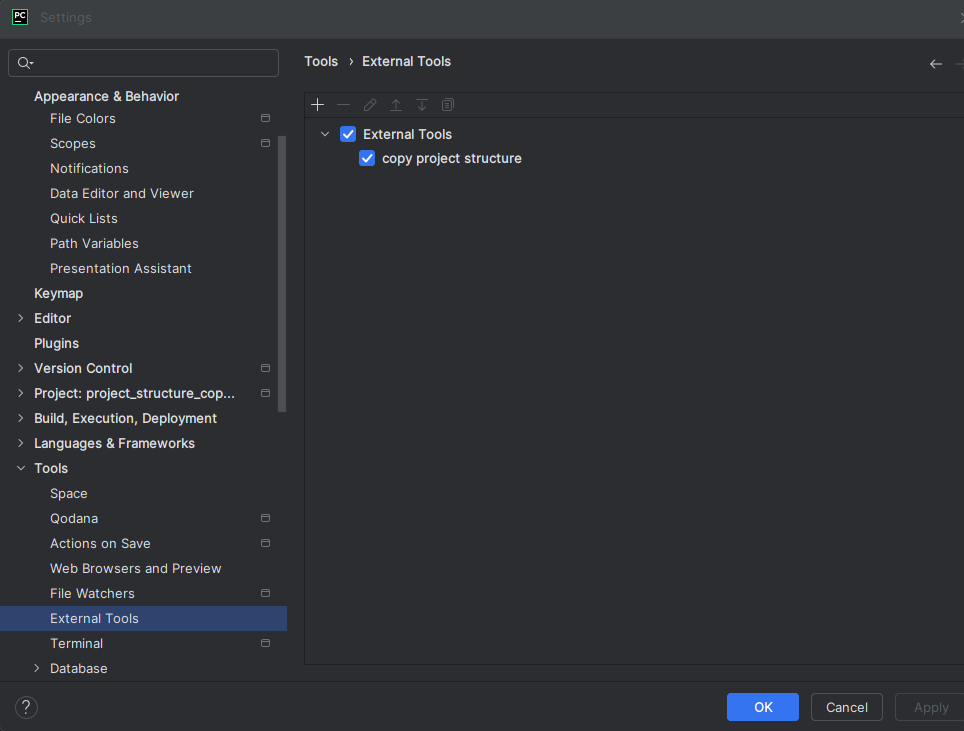 PC Settings
Tools › External Tools
Appearance & Behavior
File Colors
Scopes
Notifications
Data Editor and Viewer
Quick Lists
Path Variables
Presentation Assistant
Keymap
Editor
Plugins
Version Control
Project: project_structure_cop...
Build, Execution, Deployment
Languages & Frameworks
Tools
Space
Qodana
Actions on Save
Web Browsers and Preview
File Watchers
External Tools
Terminal
Database
External Tools
copy project structure
?
OK
Cancel
Apply